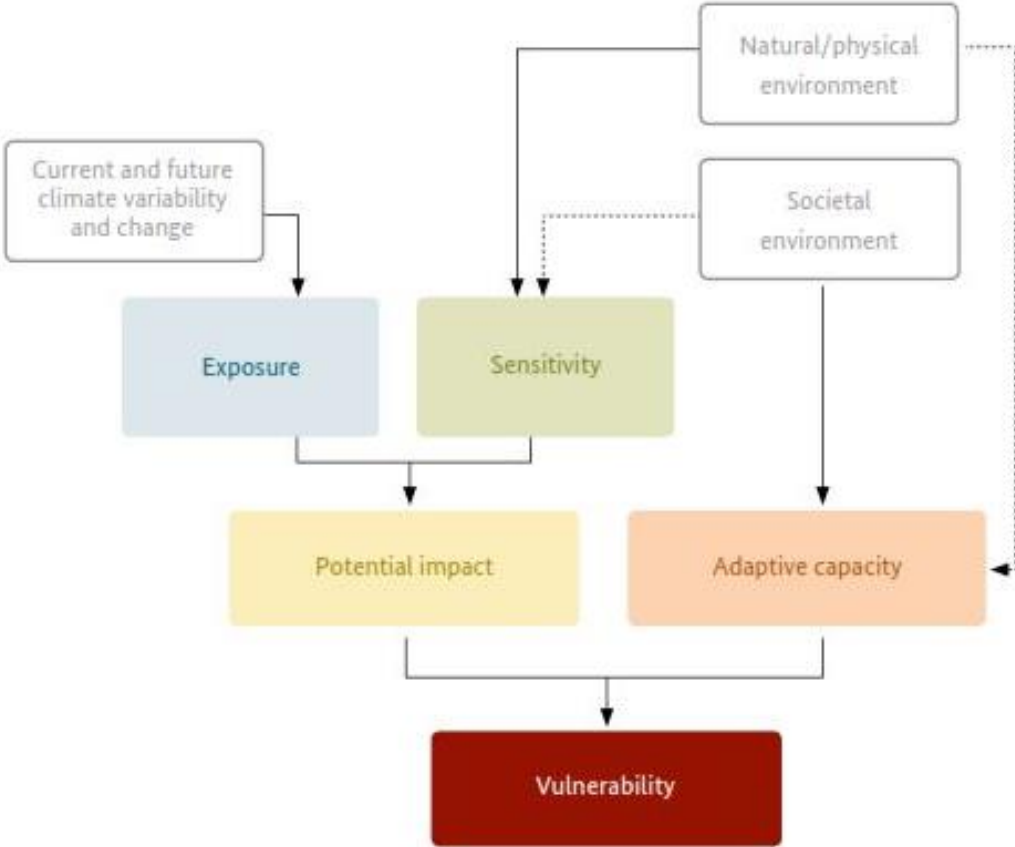 Natural/physical
environment
Current and future
climate variability
and change
Societal
environment
Exposure
Sensitivity
Potential impact
Adaptive capacity
Vulnerability